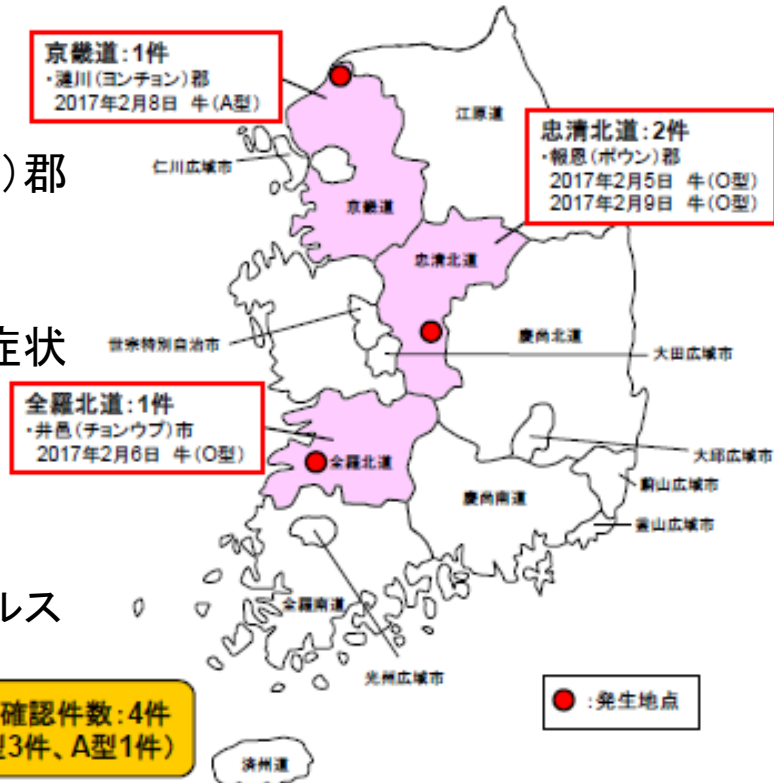 京畿道：1件
・漣川（ヨンチョン）郡
2017年2月8日 牛（A型）
江原道
忠清北道：2件
・報恩（ボウン）郡
2017年2月5日 牛（O型）
2017年2月9日 牛（O型）
）郡
仁川広域市
京畿道
忠清北道
症状
世宗特別自治市
慶尚北道
大田広域市
全羅北道：1件
・井邑（チョンウプ）市
2017年2月6日 牛（O型）
全羅北道
大邱広域市
蔚山広域市
慶尚南道
釜山広域市
ルス
全羅南道
光州広域市
確認件数：4件
型3件、A型1件）
：発生地点
済州道